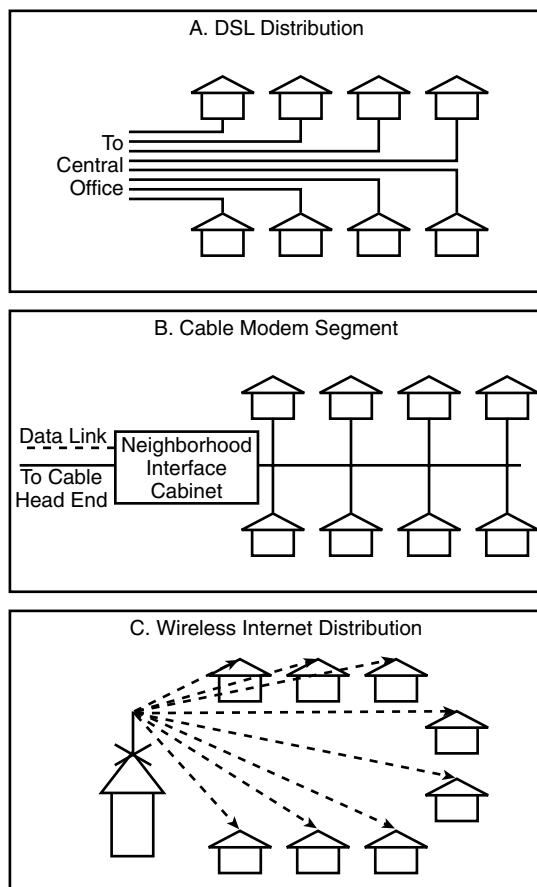 A. DSL Distribution
To
Central
Office
B. Cable Modem Segment
Data Link
To Cable
Head End
Neighborhood
Interface
Cabinet
C. Wireless Internet Distribution